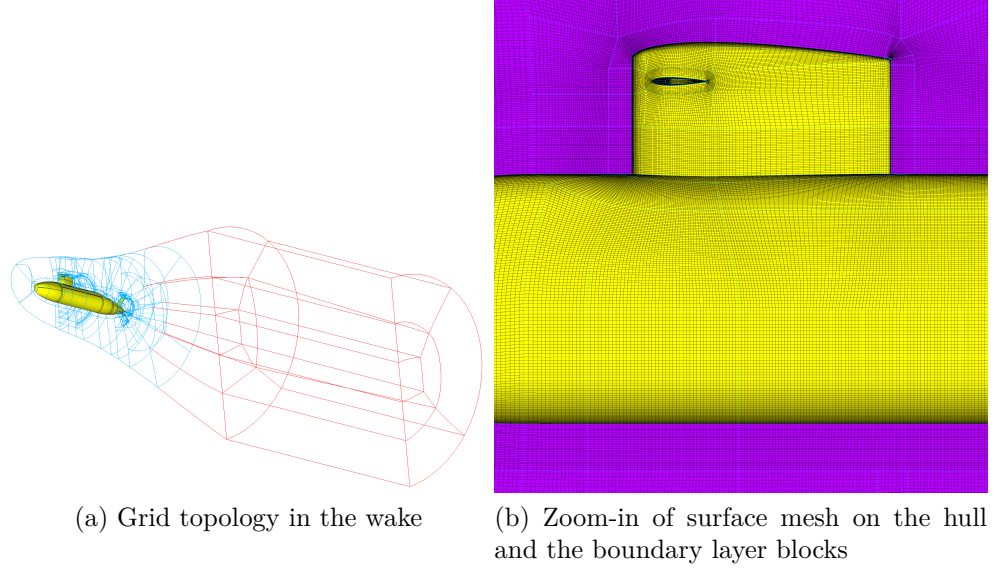 (a) Grid topology in the wake
(b) Zoom-in of surface mesh on the hull
and the boundary layer blocks